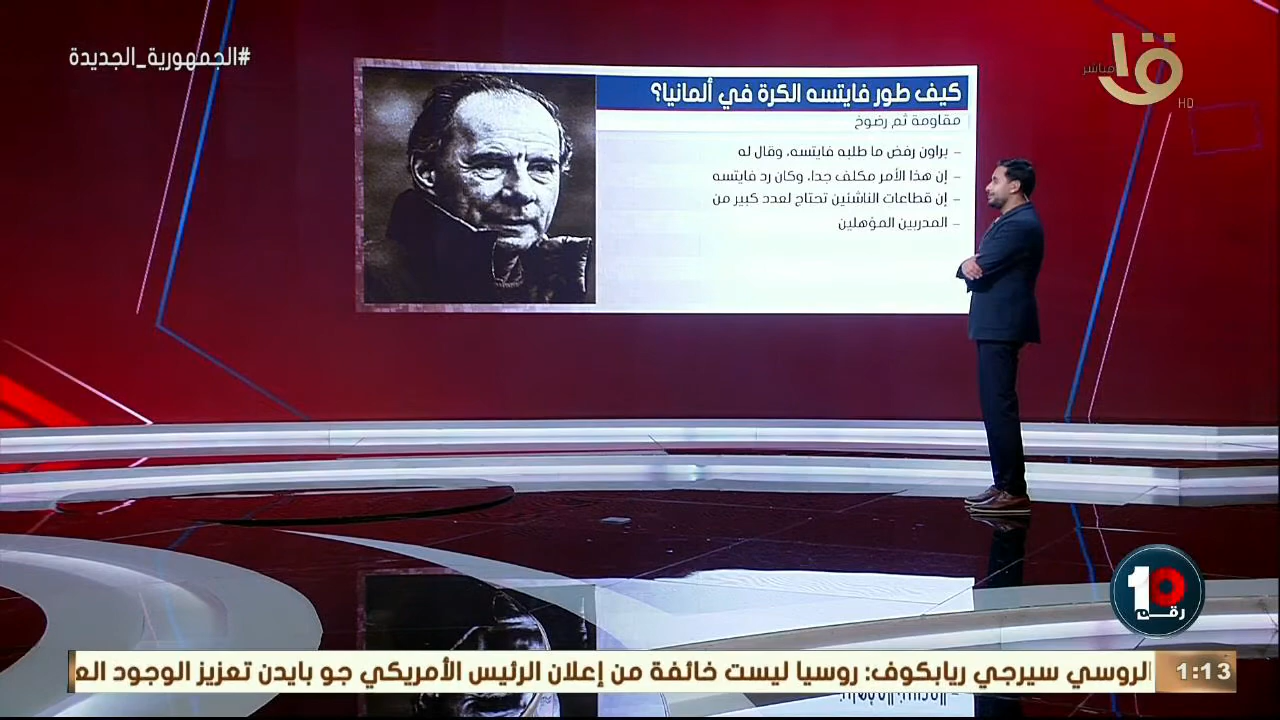 #الجمهورية_الجديدة
مباشر
HD
كيف طور فايتسه الكرة في ألمانيا؟
مقاومة ثم رضوخ
– براون رفض ما طلبه فايتسه، وقال له
– إن هذا الأمر مكلف جدا، وكان رد فايتسه
– إن قطاعات الناشئين تحتاج لعدد كبير من
– المدربين المؤهلين
10
رقم
الروسي سيرجي ريابكوف: روسيا ليست خائفة من إعلان الرئيس الأمريكي جو بايدن تعزيز الوجود
1:13